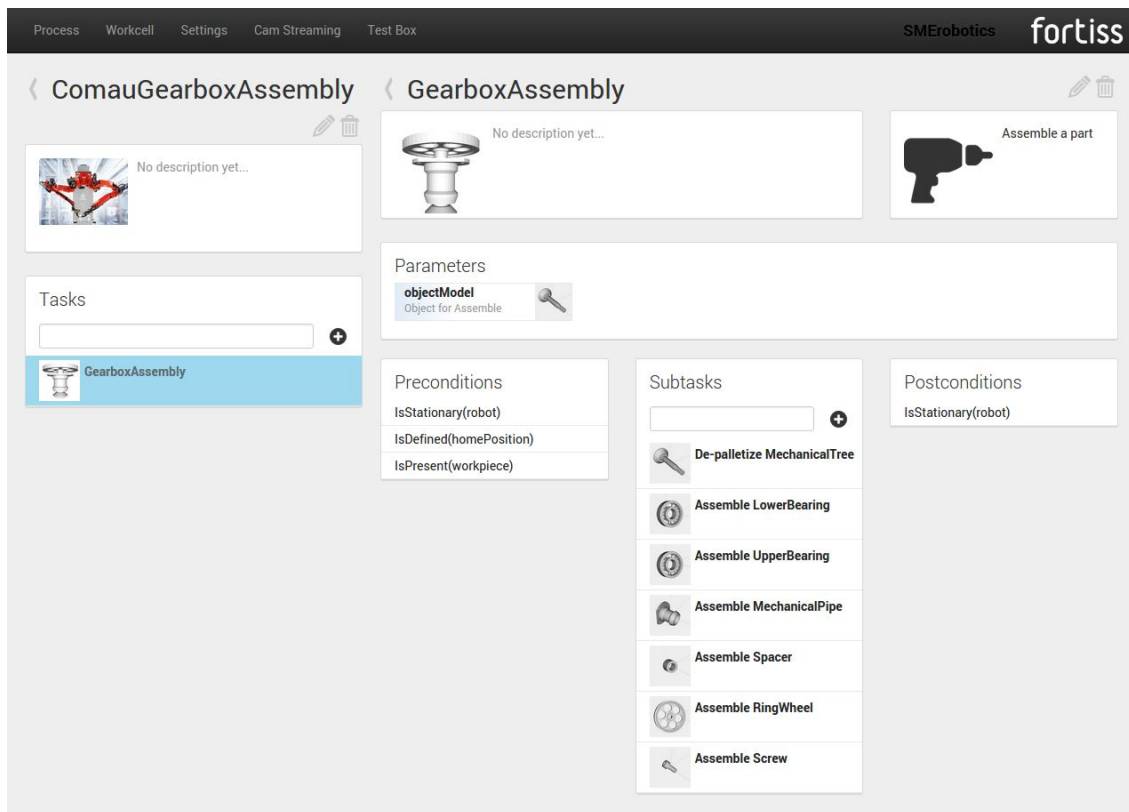 Process Workcell Settings Cam Streaming Test Box SMErobotics fortiss
ComauGearboxAssembly
No description yet...
Tasks
GearboxAssembly
GearboxAssembly
No description yet...
Assemble a part
Parameters
objectModel
Object for Assemble
Preconditions
IsStationary(robot)
IsDefined(homePosition)
IsPresent(workpiece)
Subtasks
De-palletize MechanicalTree
Assemble LowerBearing
Assemble UpperBearing
Assemble MechanicalPipe
Assemble Spacer
Assemble RingWheel
Assemble Screw
Postconditions
IsStationary(robot)